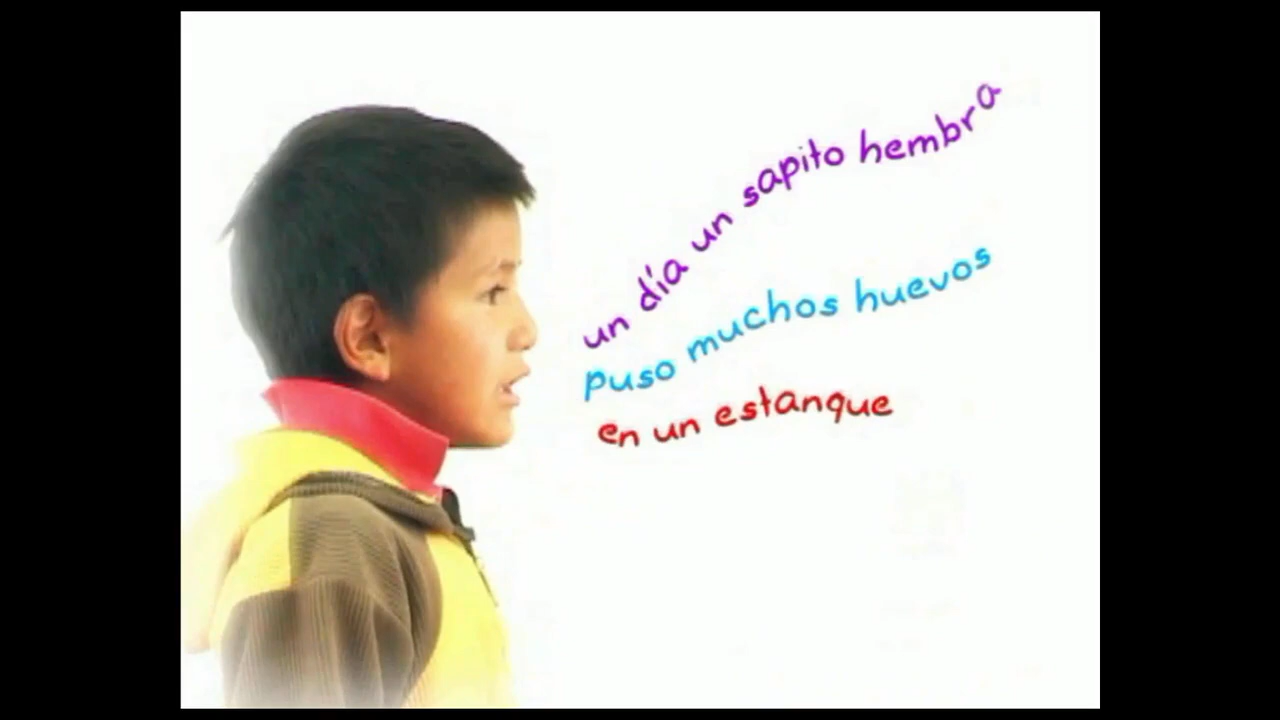 un día un sapito hembra
puso muchos huevos
en un estanque